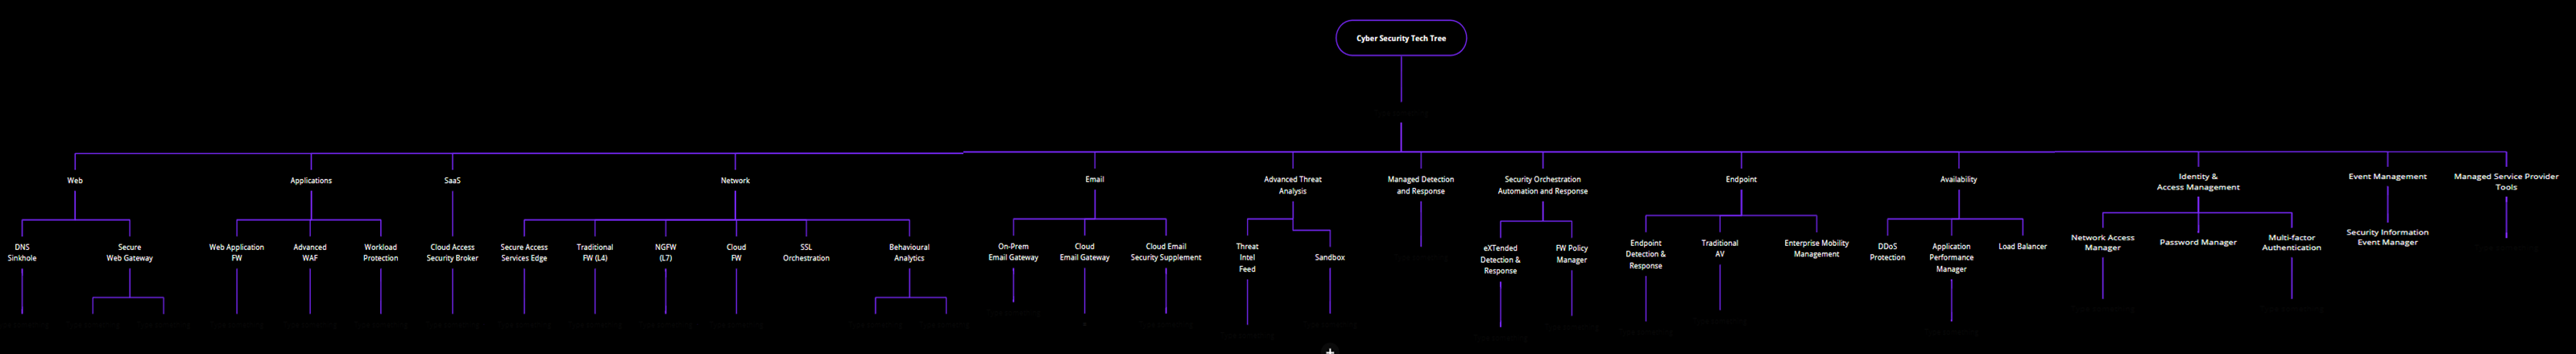 Cyber Security Tech Tree
Web
Applications
SaaS
Network
Email
Advanced Threat
Analysis
Managed Detection
and Response
Security Orchestration
Automation and Response
Endpoint
Availability
Identity &
Access Management
Event Management
Managed Service Provider
Tools
DNS
Sinkhole
Secure
Web Gateway
Web Application
FW
Advanced
WAF
Workload
Protection
Cloud Access
Security Broker
Secure Access
Services Edge
Traditional
FW (L4)
NGFW
(L7)
Cloud
FW
SSL
Orchestration
Behavioural
Analytics
On-Prem
Email Gateway
Cloud
Email Gateway
Cloud Email
Security Supplement
Threat
Intel
Feed
Sandbox
eXTended
Detection &
Response
FW Policy
Manager
Endpoint
Detection &
Response
Traditional
AV
Enterprise Mobility
Management
DDoS
Protection
Application
Performance
Manager
Load Balancer
Network Access
Manager
Password Manager
Multi-factor
Authentication
Security Information
Event Manager